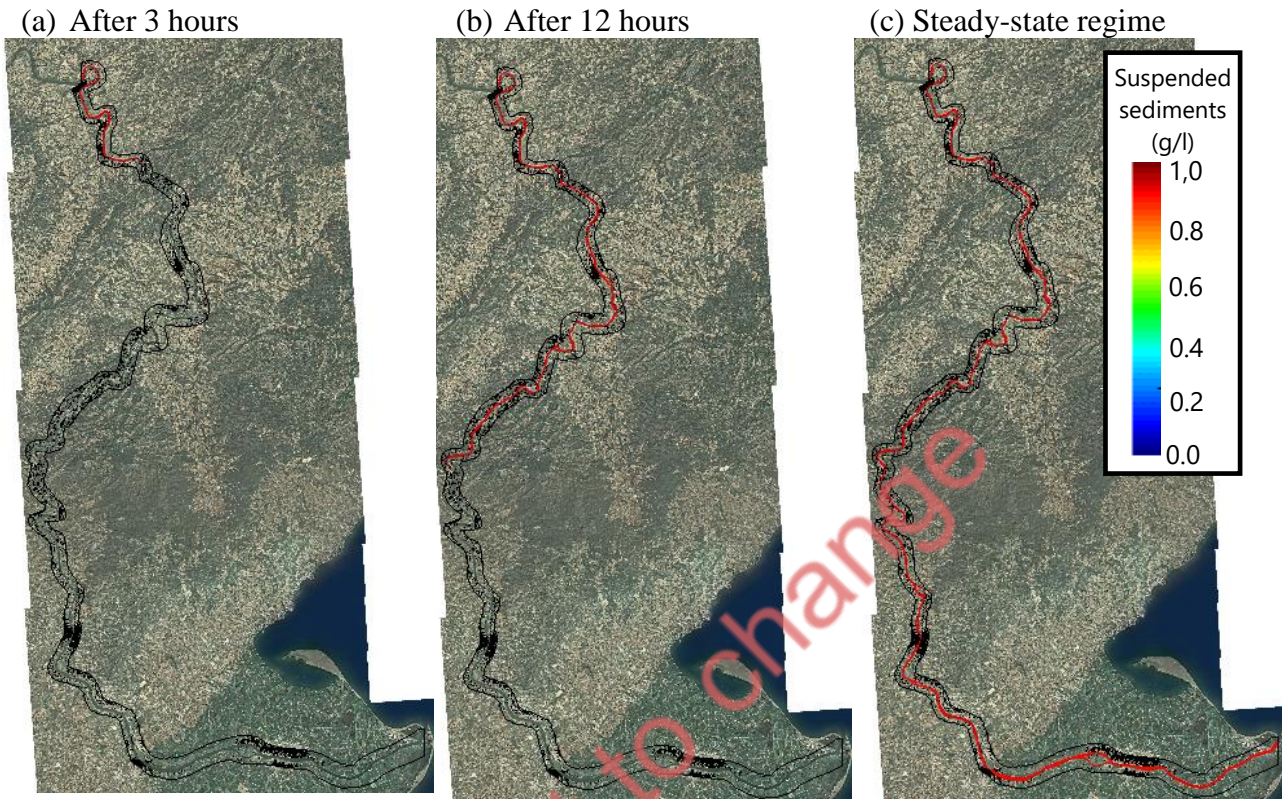 (a) After 3 hours
(b) After 12 hours
(c) Steady-state regime
Suspended
sediments
(g/l)
1,0
0.8
0.6
0.4
0.2
0.0
to change